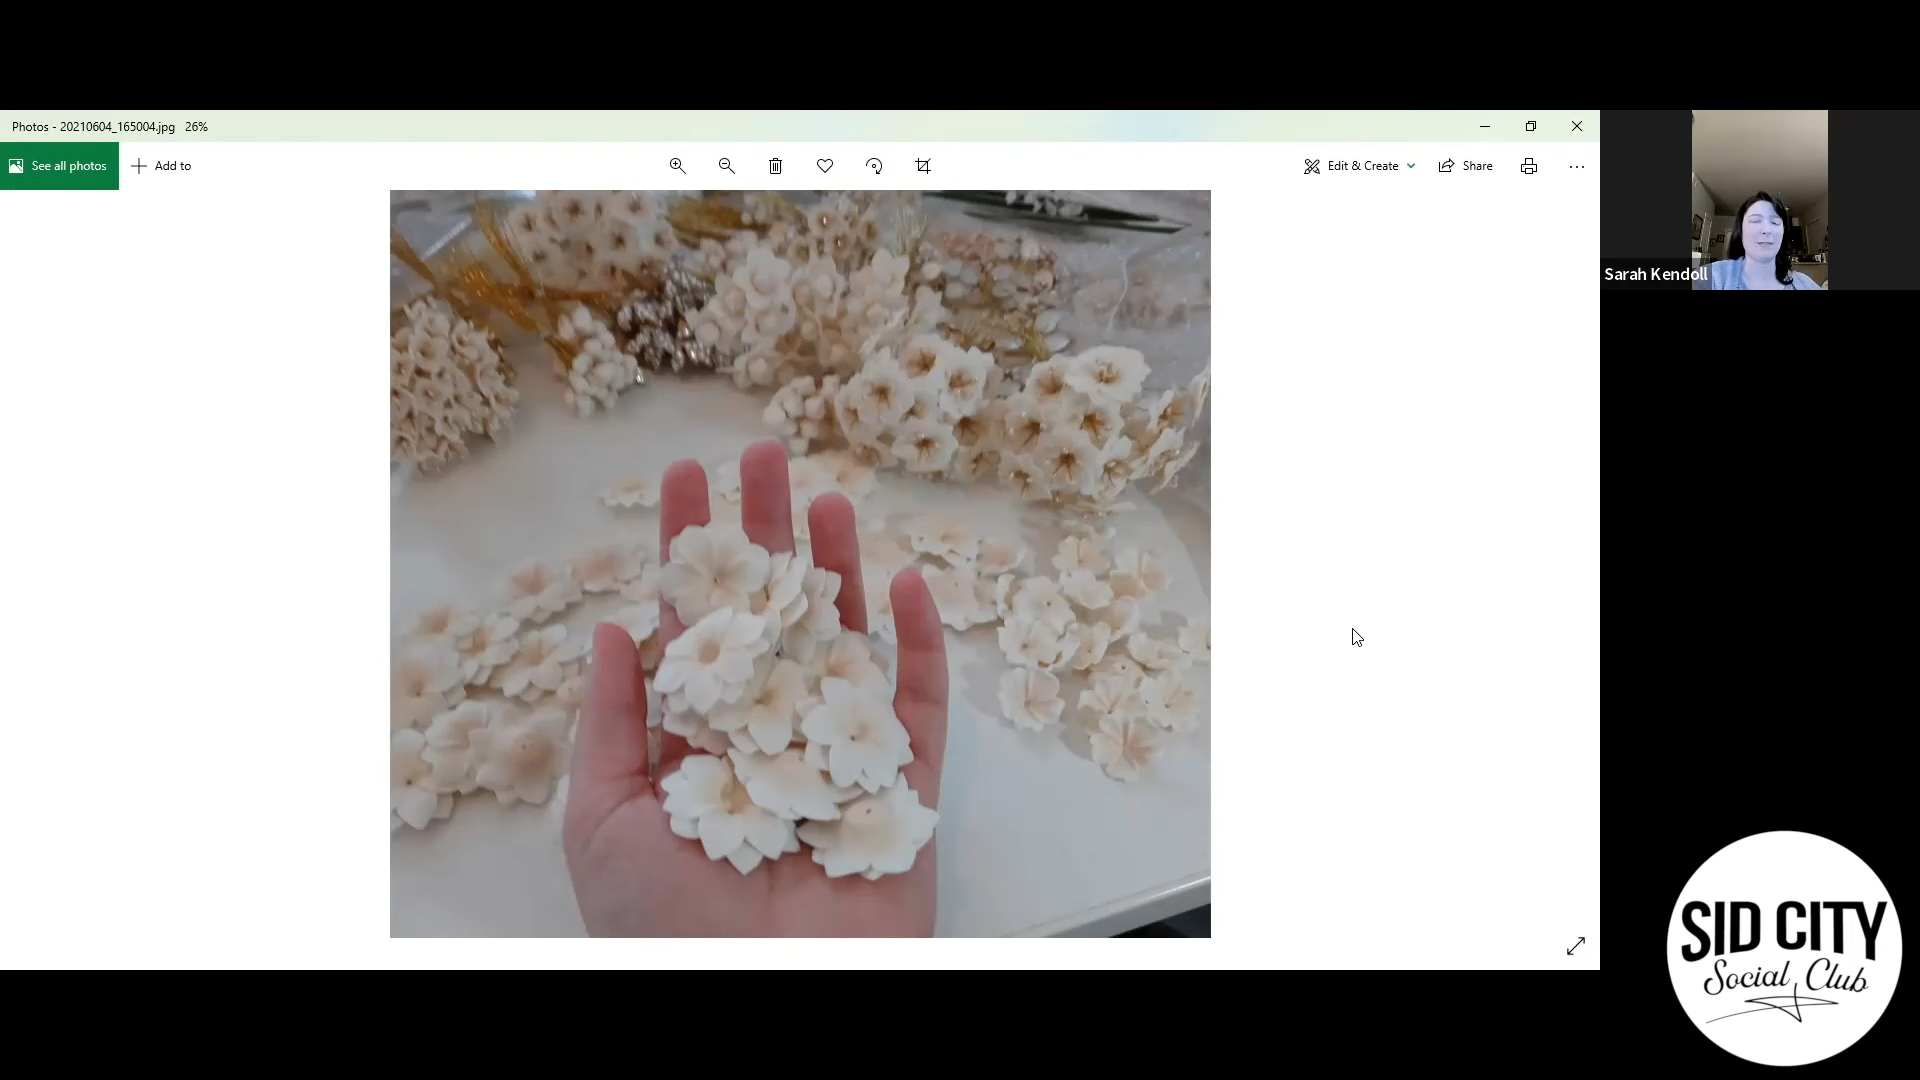 Photos - 20210604_165004.jpg 26%
See all photos
Add to
Edit & Create
Share
Sarah Kendoll
SID CITY
Social Club